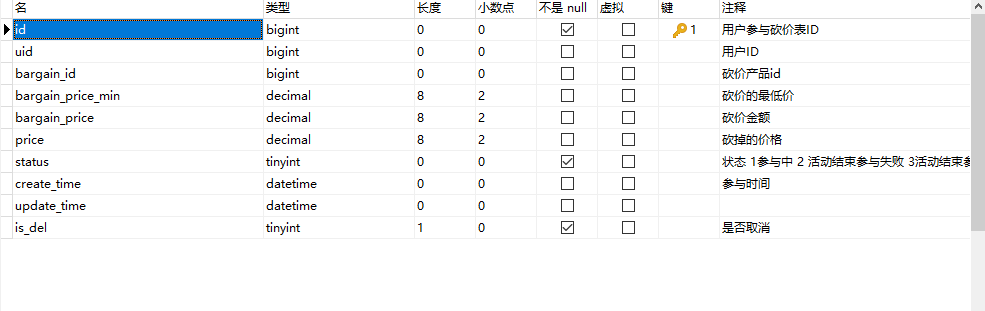 名 类型 长度 小数点 不是 null 虚拟 键 注释
id bigint 0 0 1 用户参与砍价表ID
uid bigint 0 0 用户ID
bargain_id bigint 0 0 砍价产品id
bargain_price_min decimal 8 2 砍价的最低价
bargain_price decimal 8 2 砍价金额
price decimal 8 2 砍掉的价格
status tinyint 0 0 状态 1参与中 2 活动结束参与失败 3活动结束参
create_time datetime 0 0 参与时间
update_time datetime 0 0
is_del tinyint 1 0 是否取消